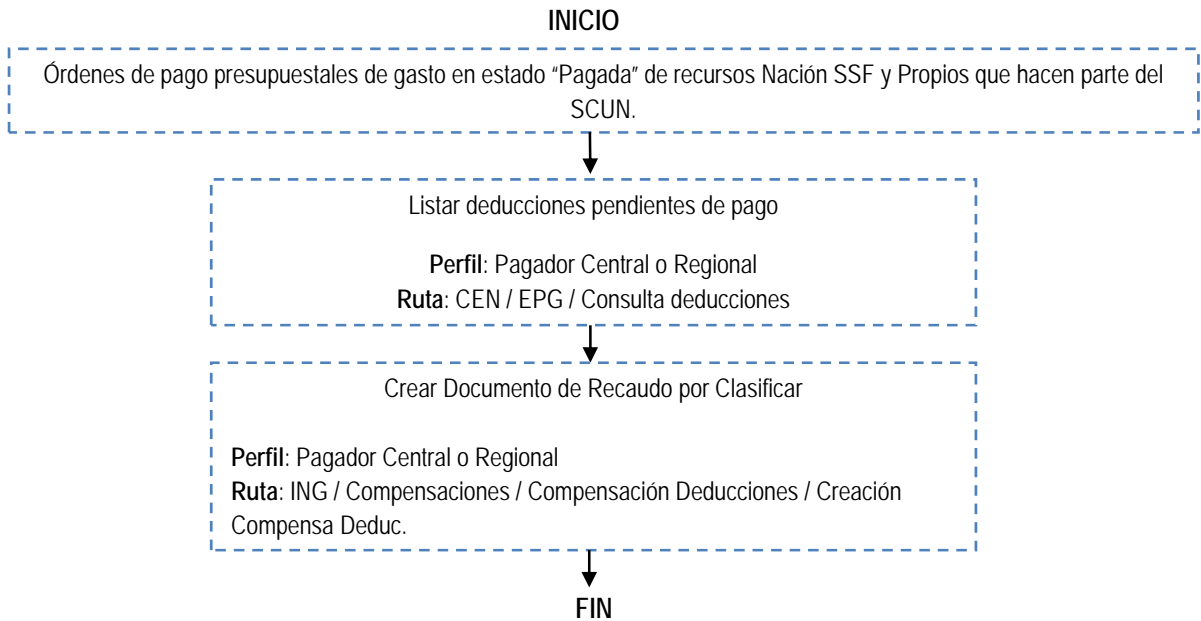 INICIO
Órdenes de pago presupuestales de gasto en estado “Pagada” de recursos Nación SSF y Propios que hacen parte del
SCUN.
Listar deducciones pendientes de pago
Perfil: Pagador Central o Regional
Ruta: CEN / EPG / Consulta deducciones
Crear Documento de Recaudo por Clasificar
Perfil: Pagador Central o Regional
Ruta: ING / Compensaciones / Compensación Deducciones / Creación
Compensa Deduc.
FIN